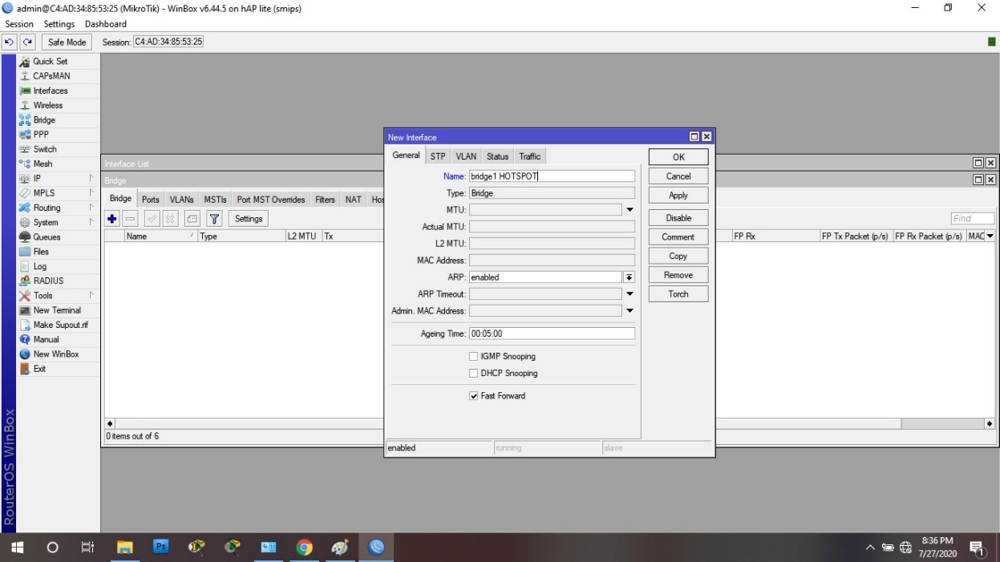 admin@C4:AD:34:85:53:25 (MikroTik) - WinBox v6.44.5 on hAP lite (smips)
Session Settings Dashboard
Safe Mode Session: C4:AD:34:85:53:25
Quick Set
CAPsMAN
Interfaces
Wireless
Bridge
PPP
Switch
Mesh
IP
MPLS
Routing
System
Queues
Files
Log
RADIUS
Tools
New Terminal
Make Supout.rif
Manual
New WinBox
Exit
RouterOS WinBox
Interface List
Bridge
Bridge Ports VLANs MSTIs Port MST Overrides Filters NAT Hos
Settings
Find
Name Type L2 MTU Tx FP Rx FP Tx Packet (p/s) FP Rx Packet (p/s) MAC
0 items out of 6
New Interface
General STP VLAN Status Traffic
Name: bridge1 HOTSPOT
Type: Bridge
MTU:
Actual MTU:
L2 MTU:
MAC Address:
ARP: enabled
ARP Timeout:
Admin. MAC Address:
Ageing Time: 00:05:00
IGMP Snooping
DHCP Snooping
Fast Forward
OK
Cancel
Apply
Disable
Comment
Copy
Remove
Torch
enabled running slave
Ps
8:36 PM
7/27/2020
1